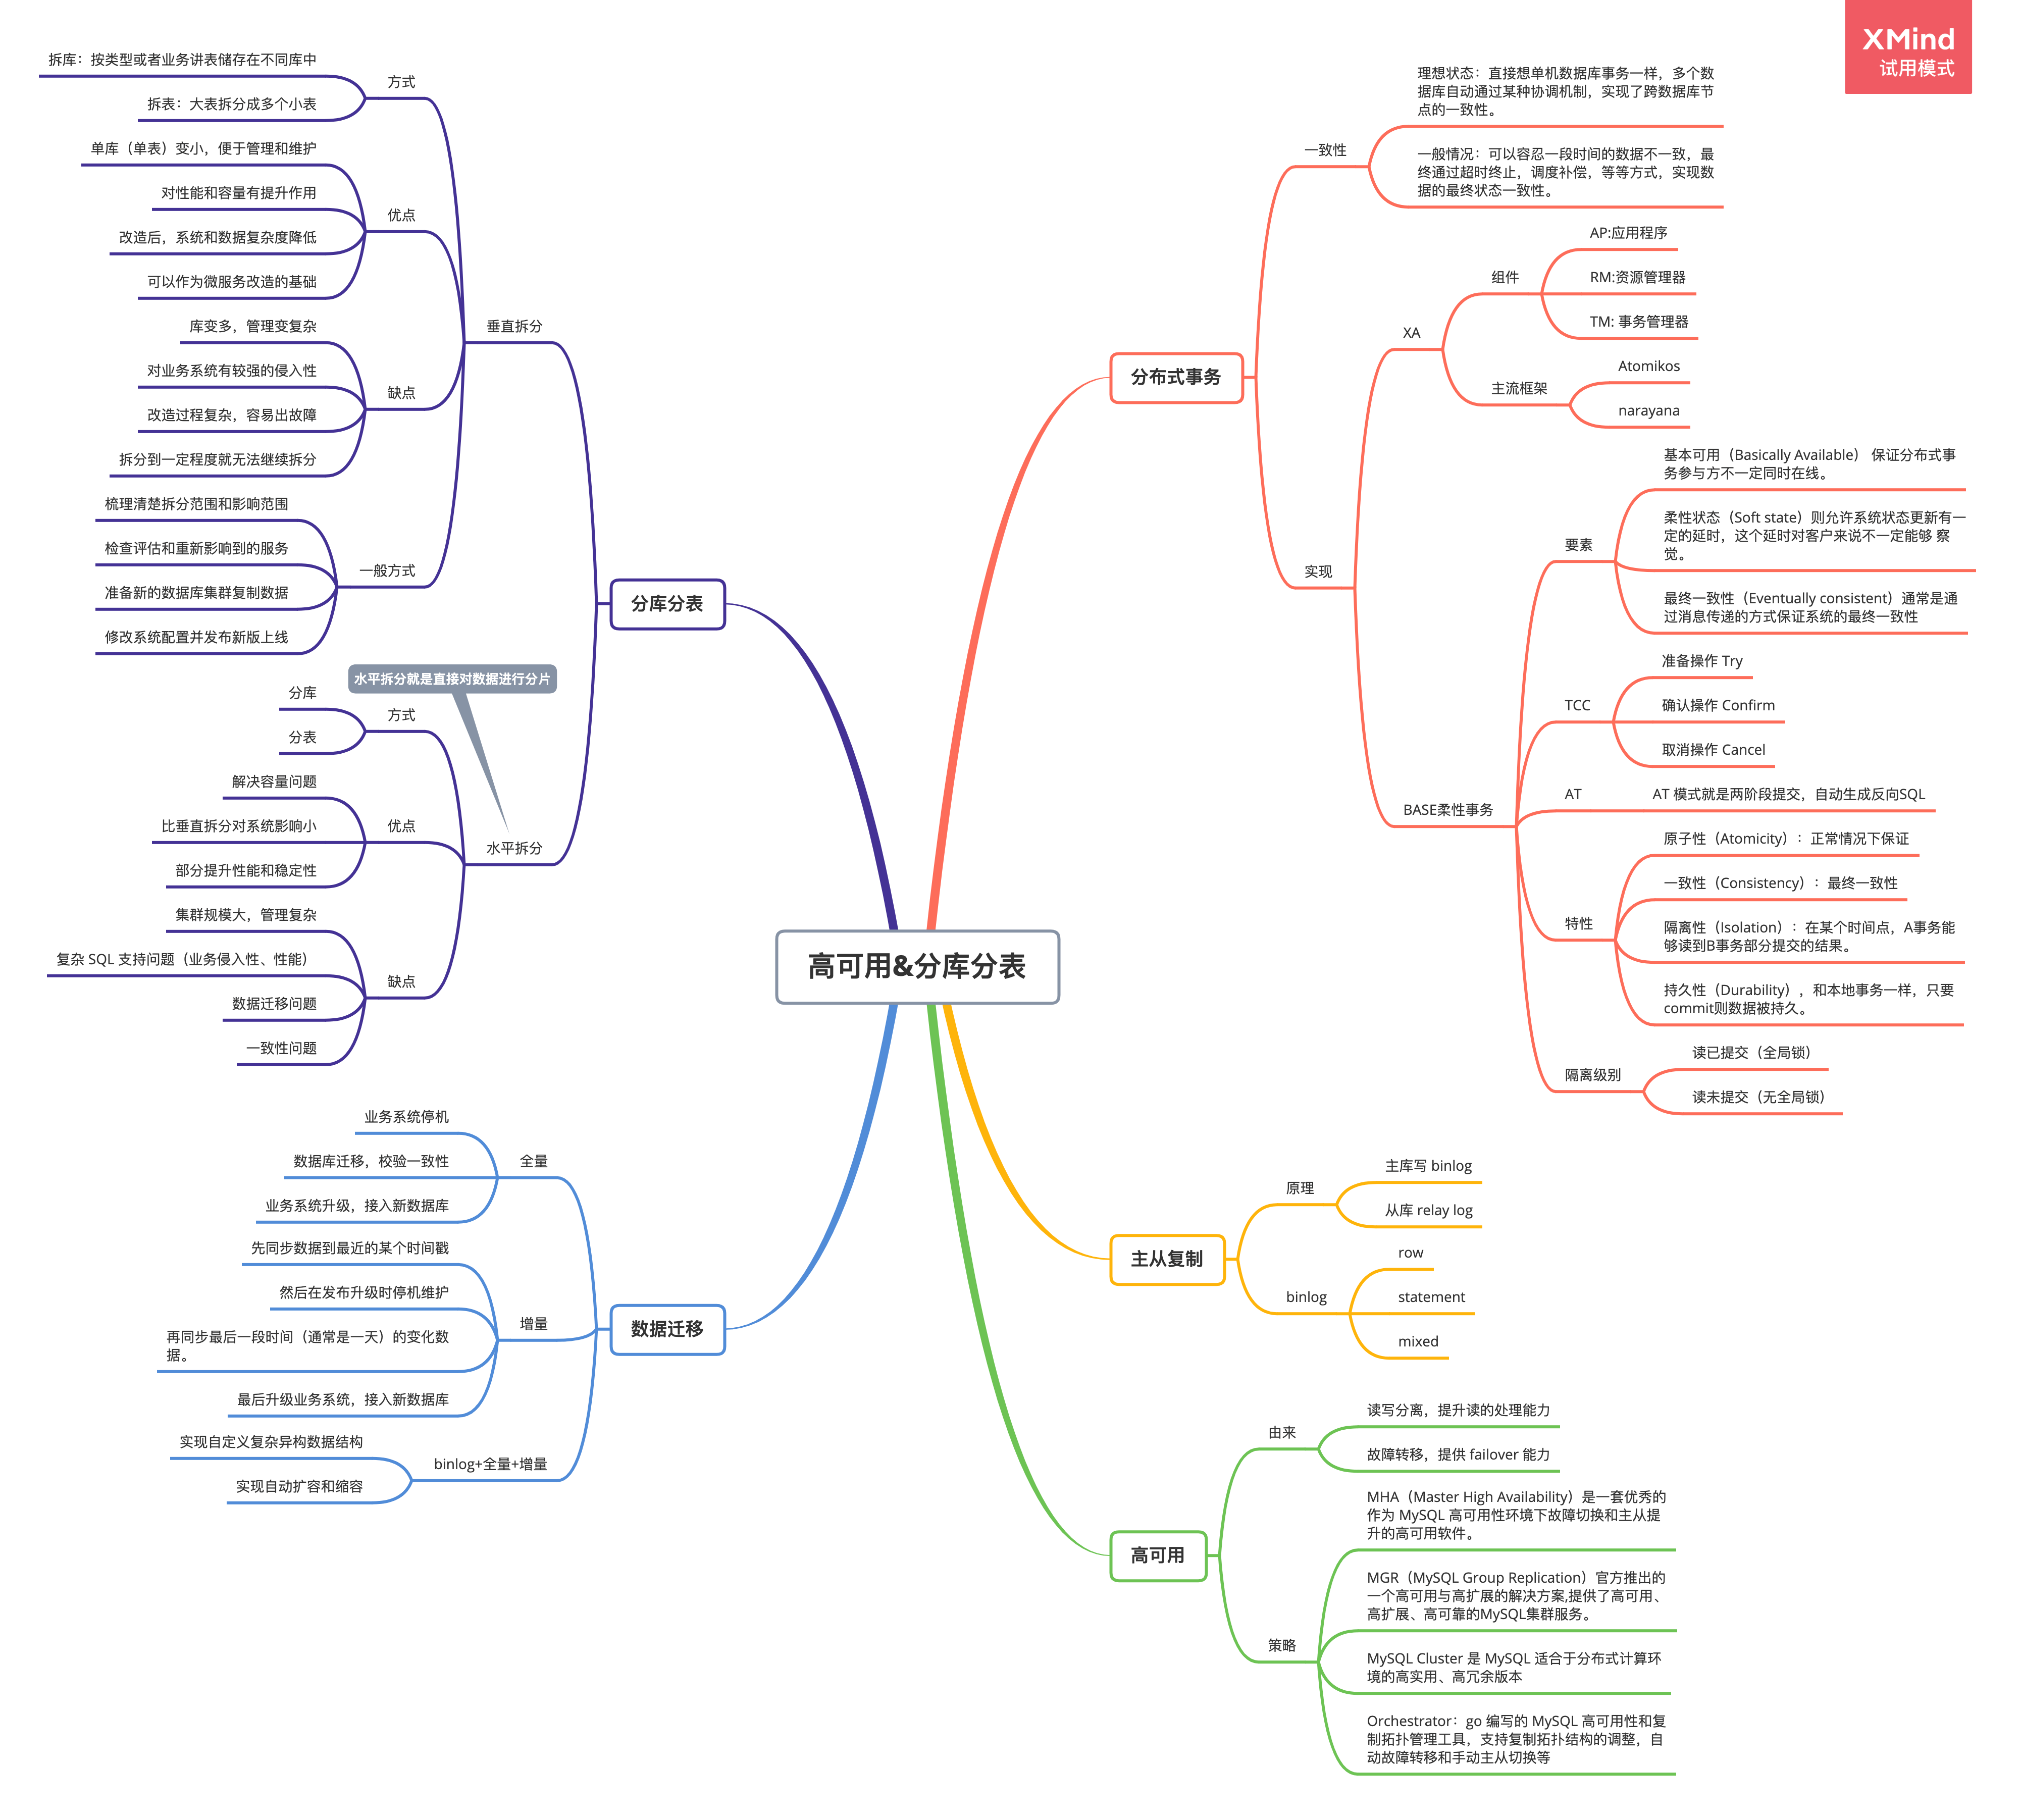 XMind
试用模式
高可用&分库分表
分布式事务
一致性
理想状态：直接想单机数据库事务一样，多个数
据库自动通过某种协调机制，实现了跨数据库节
点的一致性。
一般情况：可以容忍一段时间的数据不一致，最
终通过超时终止，调度补偿，等等方式，实现数
据的最终状态一致性。
实现
XA
组件
AP:应用程序
RM:资源管理器
TM: 事务管理器
主流框架
Atomikos
narayana
BASE柔性事务
要素
基本可用（Basically Available） 保证分布式事
务参与方不一定同时在线。
柔性状态（Soft state）则允许系统状态更新有一
定的延时，这个延时对客户来说不一定能够 察
觉。
最终一致性（Eventually consistent）通常是通
过消息传递的方式保证系统的最终一致性
TCC
准备操作 Try
确认操作 Confirm
取消操作 Cancel
AT
AT 模式就是两阶段提交，自动生成反向SQL
特性
原子性（Atomicity）：正常情况下保证
一致性（Consistency）：最终一致性
隔离性（Isolation）：在某个时间点，A事务能
够读到B事务部分提交的结果。
持久性（Durability），和本地事务一样，只要
commit则数据被持久。
隔离级别
读已提交（全局锁）
读未提交（无全局锁）
主从复制
原理
主库写 binlog
从库 relay log
binlog
row
statement
mixed
高可用
由来
读写分离，提升读的处理能力
故障转移，提供 failover 能力
策略
MHA（Master High Availability）是一套优秀的
作为 MySQL 高可用性环境下故障切换和主从提
升的高可用软件。
MGR（MySQL Group Replication）官方推出的
一个高可用与高扩展的解决方案,提供了高可用、
高扩展、高可靠的MySQL集群服务。
MySQL Cluster 是 MySQL 适合于分布式计算环
境的高实用、高冗余版本
Orchestrator：go 编写的 MySQL 高可用性和复
制拓扑管理工具，支持复制拓扑结构的调整，自
动故障转移和手动主从切换等
分库分表
垂直拆分
方式
拆库：按类型或者业务讲表储存在不同库中
拆表：大表拆分成多个小表
优点
单库（单表）变小，便于管理和维护
对性能和容量有提升作用
改造后，系统和数据复杂度降低
可以作为微服务改造的基础
缺点
库变多，管理变复杂
对业务系统有较强的侵入性
改造过程复杂，容易出故障
拆分到一定程度就无法继续拆分
一般方式
梳理清楚拆分范围和影响范围
检查评估和重新影响到的服务
准备新的数据库集群复制数据
修改系统配置并发布新版上线
水平拆分就是直接对数据进行分片
水平拆分
方式
分库
分表
优点
解决容量问题
比垂直拆分对系统影响小
部分提升性能和稳定性
缺点
集群规模大，管理复杂
复杂 SQL 支持问题（业务侵入性、性能）
数据迁移问题
一致性问题
数据迁移
全量
业务系统停机
数据库迁移，校验一致性
业务系统升级，接入新数据库
增量
先同步数据到最近的某个时间戳
然后在发布升级时停机维护
再同步最后一段时间（通常是一天）的变化数
据。
最后升级业务系统，接入新数据库
binlog+全量+增量
实现自定义复杂异构数据结构
实现自动扩容和缩容